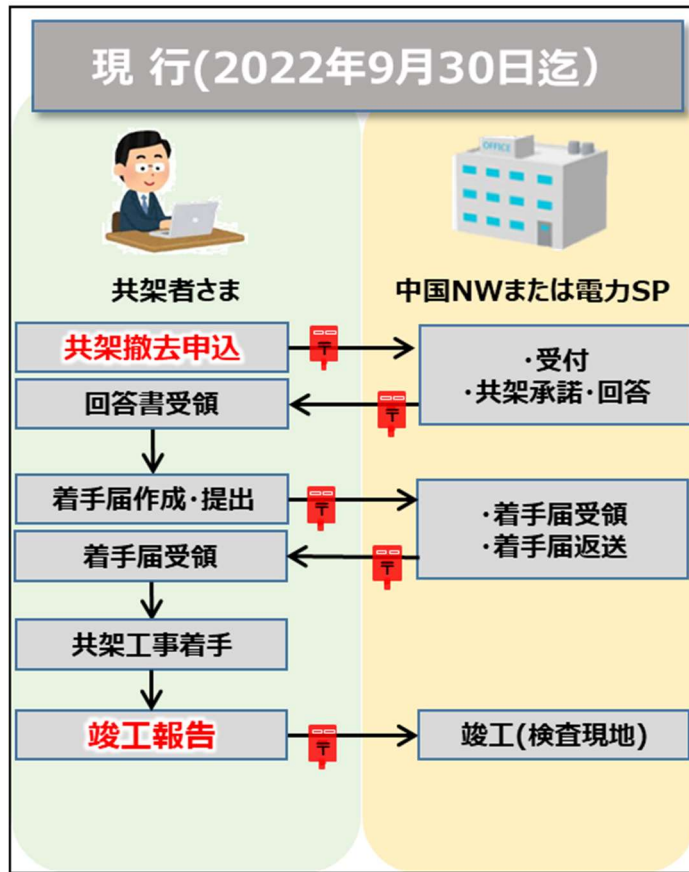 現 行(2022年9月30日迄)
OFFICE
共架者さま
中国NWまたは電力SP
共架撤去申込
〒
・受付
・共架承諾・回答
回答書受領
〒
着手届作成・提出
〒
・着手届受領
・着手届返送
着手届受領
〒
共架工事着手
竣工報告
〒
竣工(検査現地)